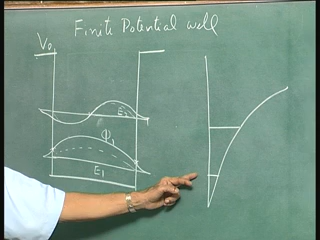 Finite Potential well
V₀
E₂
Φ₁
E₁